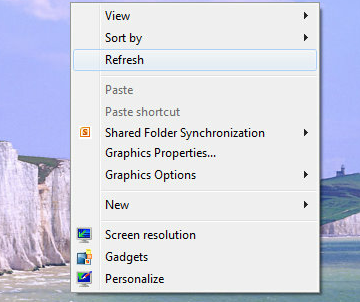 View
Sort by
Refresh
Paste
Paste shortcut
Shared Folder Synchronization
Graphics Properties...
Graphics Options
New
Screen resolution
Gadgets
Personalize